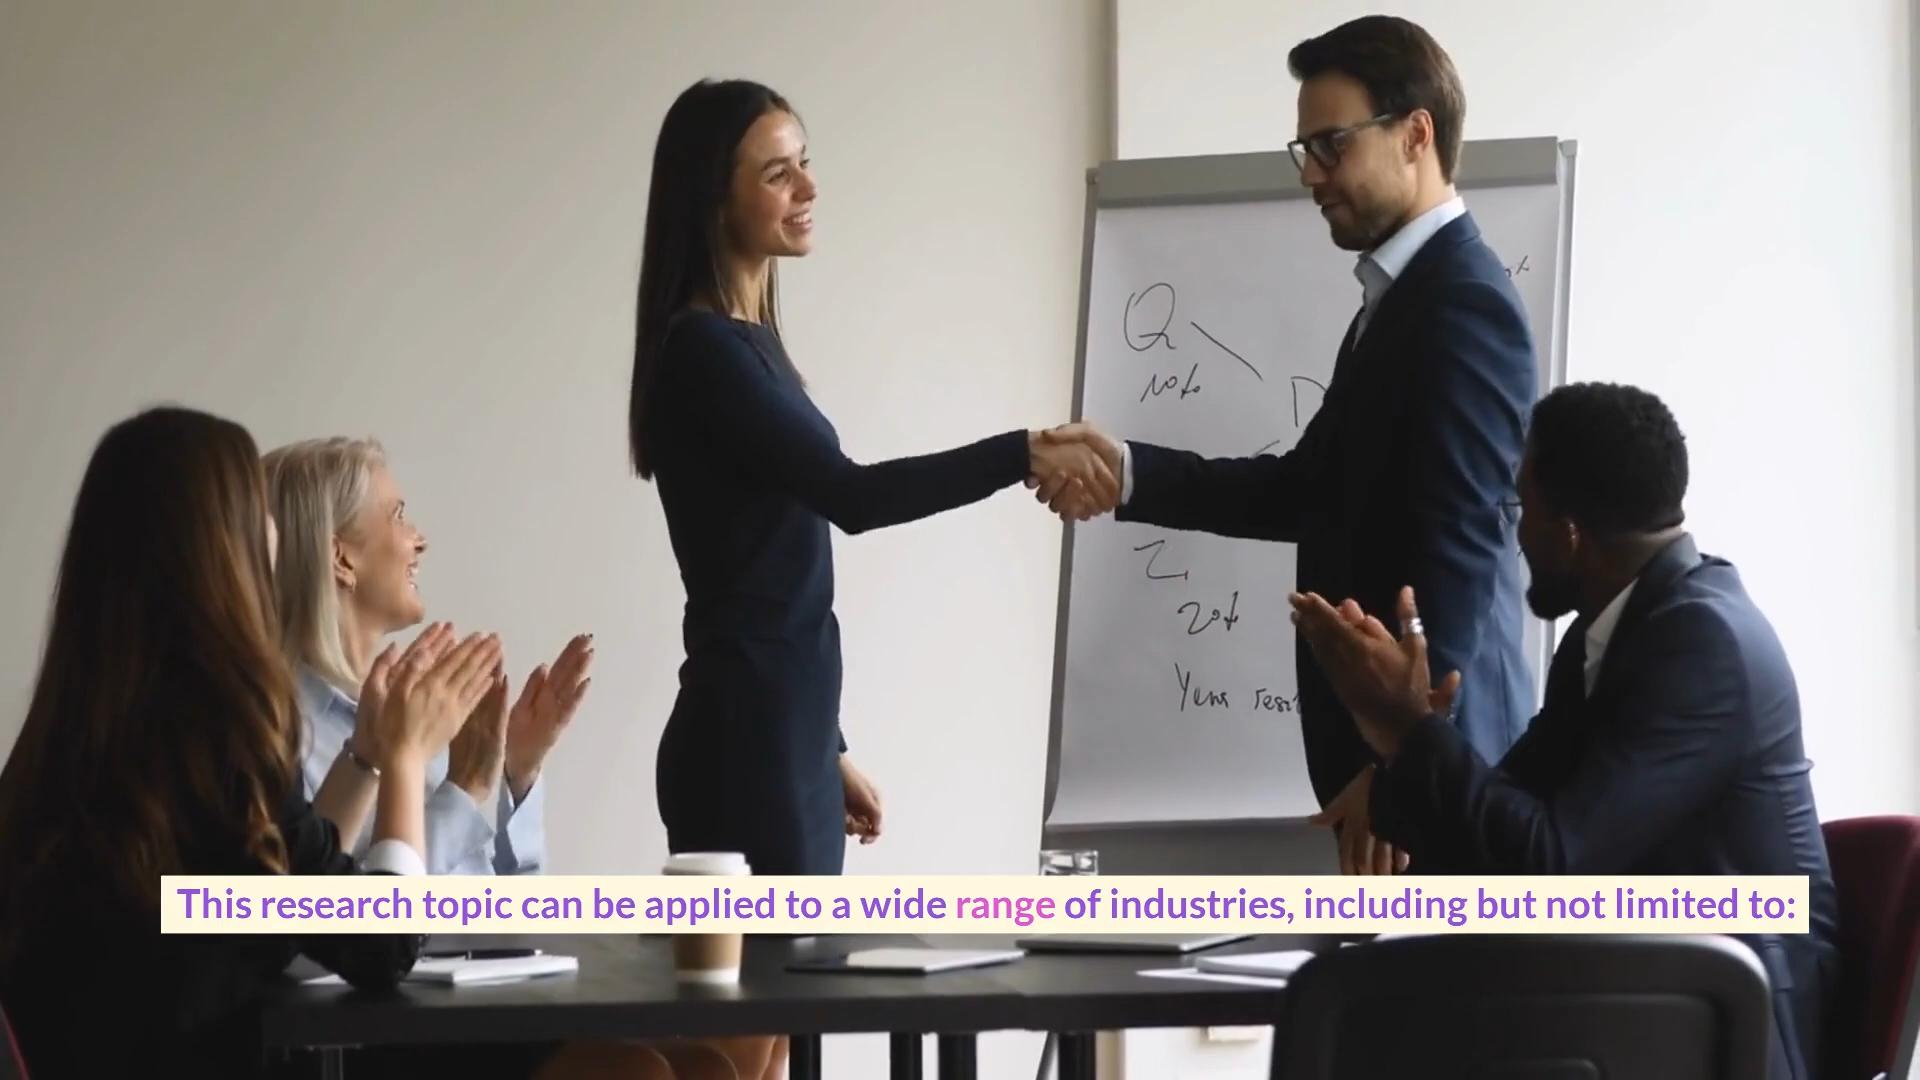 Q
Z
This research topic can be applied to a wide range of industries, including but not limited to: